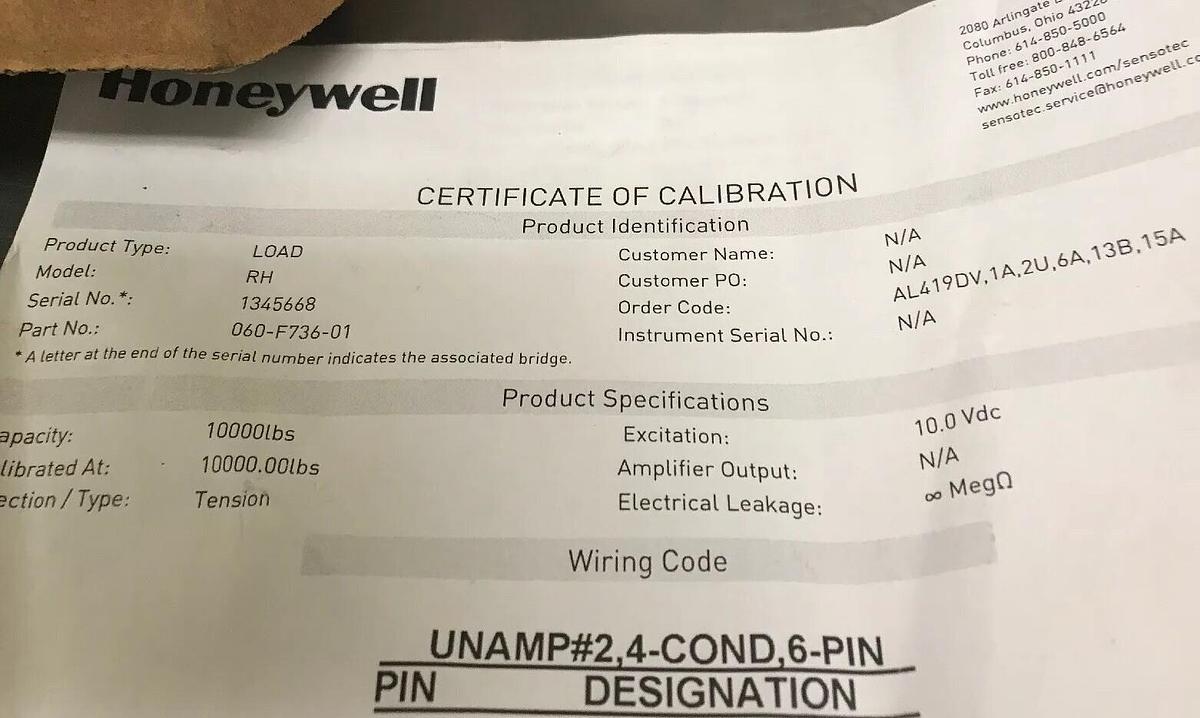 Honeywell
2080 Arlingate
Columbus, Ohio
Phone: 614-850-5000
Toll free: 800-848-6564
Fax: 614-850-1111
www.honeywell.com/sensotec
sensotec.service@honeywell.co
CERTIFICATE OF CALIBRATION
Product Identification
Product Type: LOAD Customer Name: N/A
Model: RH Customer PO: N/A
Serial No.*: 1345668 Order Code: AL419DV,1A,2U,6A,13B,15A
Part No.: 060-F736-01 Instrument Serial No.: N/A
* A letter at the end of the serial number indicates the associated bridge.
Product Specifications
apacity: 10000lbs Excitation: 10.0 Vdc
librated At: 10000.00lbs Amplifier Output: N/A
ection / Type: Tension Electrical Leakage: ∞ MegΩ
Wiring Code
UNAMP#2,4-COND,6-PIN
PIN DESIGNATION